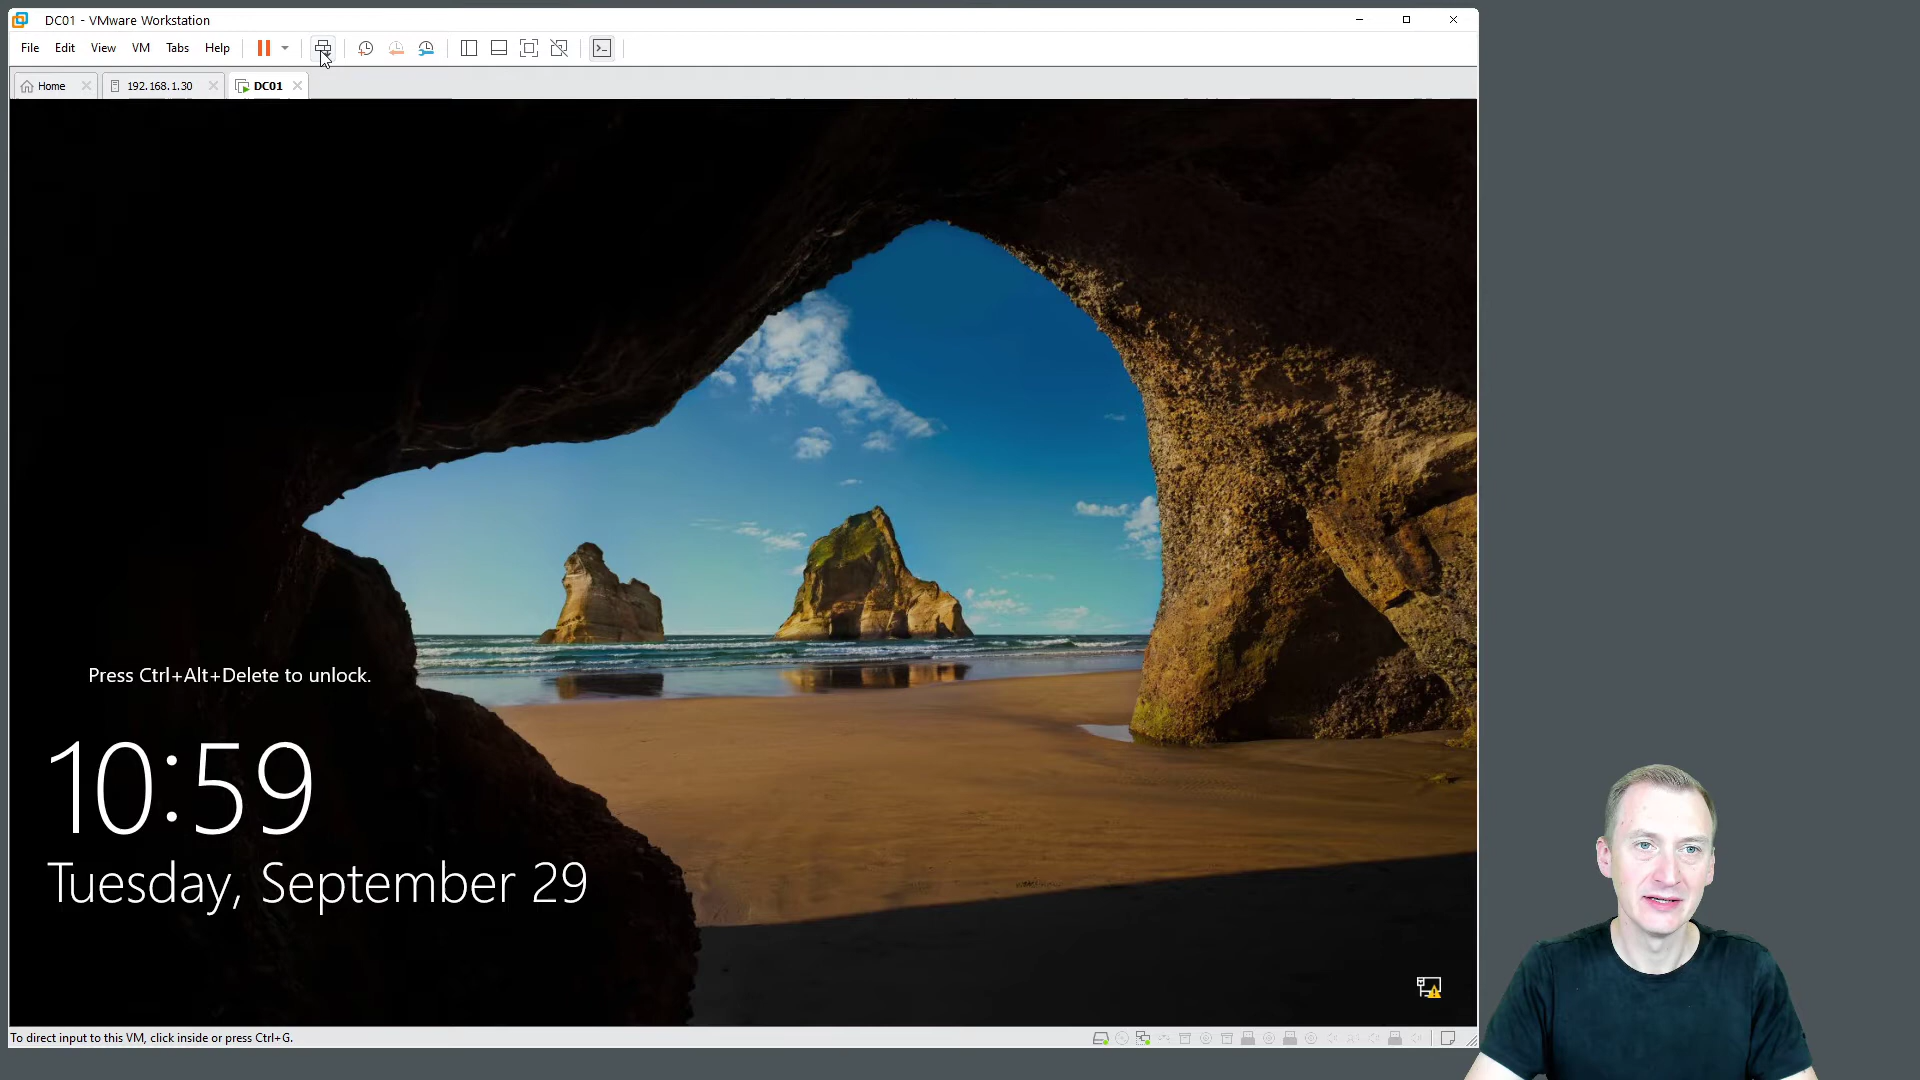 DC01 - VMware Workstation
File Edit View VM Tabs Help
Home 192.168.1.30 DC01
Press Ctrl+Alt+Delete to unlock.
10:59
Tuesday, September 29
To direct input to this VM, click inside or press Ctrl+G.